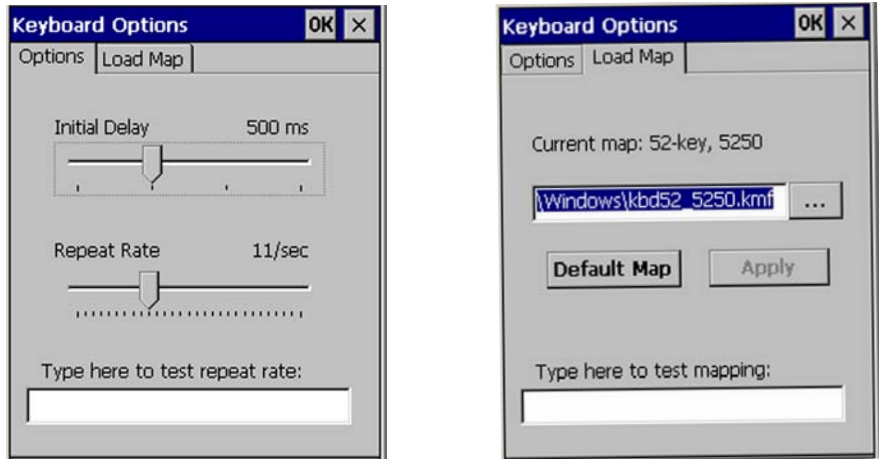 Keyboard Options OK ×
Options Load Map
Initial Delay 500 ms
Repeat Rate 11/sec
Type here to test repeat rate:
Keyboard Options OK ×
Options Load Map
Current map: 52-key, 5250
\Windows\kbd52_5250.kmf ...
Default Map Apply
Type here to test mapping: